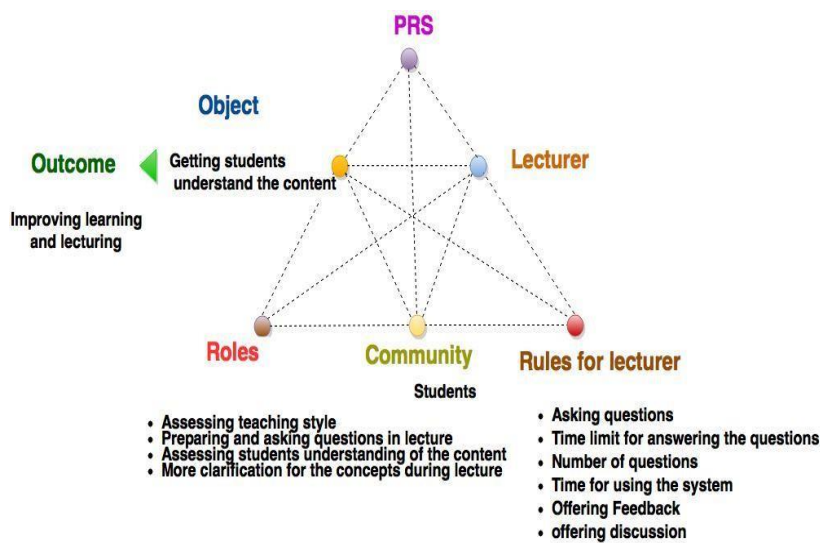 PRS
Object
Outcome
Getting students
understand the content
Lecturer
Improving learning
and lecturing
Roles
Community
Rules for lecturer
Students
• Assessing teaching style
• Preparing and asking questions in lecture
• Assessing students understanding of the content
• More clarification for the concepts during lecture
• Asking questions
• Time limit for answering the questions
• Number of questions
• Time for using the system
• Offering Feedback
• offering discussion